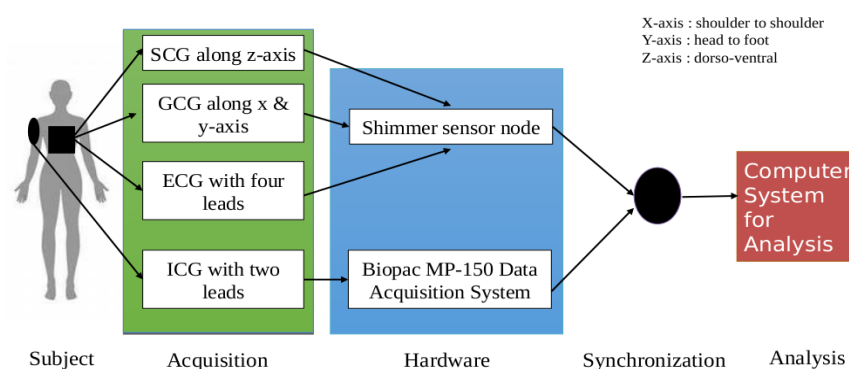 X-axis : shoulder to shoulder
Y-axis : head to foot
Z-axis : dorso-ventral
SCG along z-axis
GCG along x &
y-axis
ECG with four
leads
ICG with two
leads
Shimmer sensor node
Biopac MP-150 Data
Acquisition System
Computer
System
for
Analysis
Subject
Acquisition
Hardware
Synchronization
Analysis